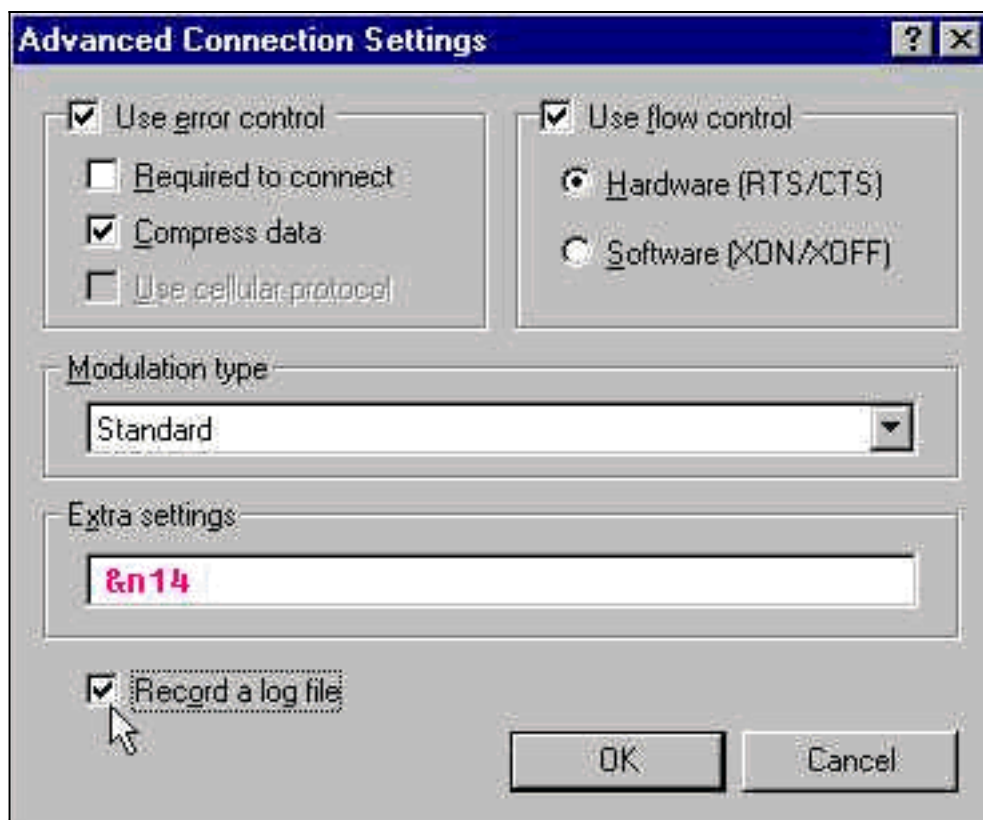 Advanced Connection Settings
Use error control
Required to connect
Compress data
Use cellular protocol
Use flow control
Hardware (RTS/CTS)
Software (XON/XOFF)
Modulation type
Standard
Extra settings
&n14
Record a log file
OK
Cancel